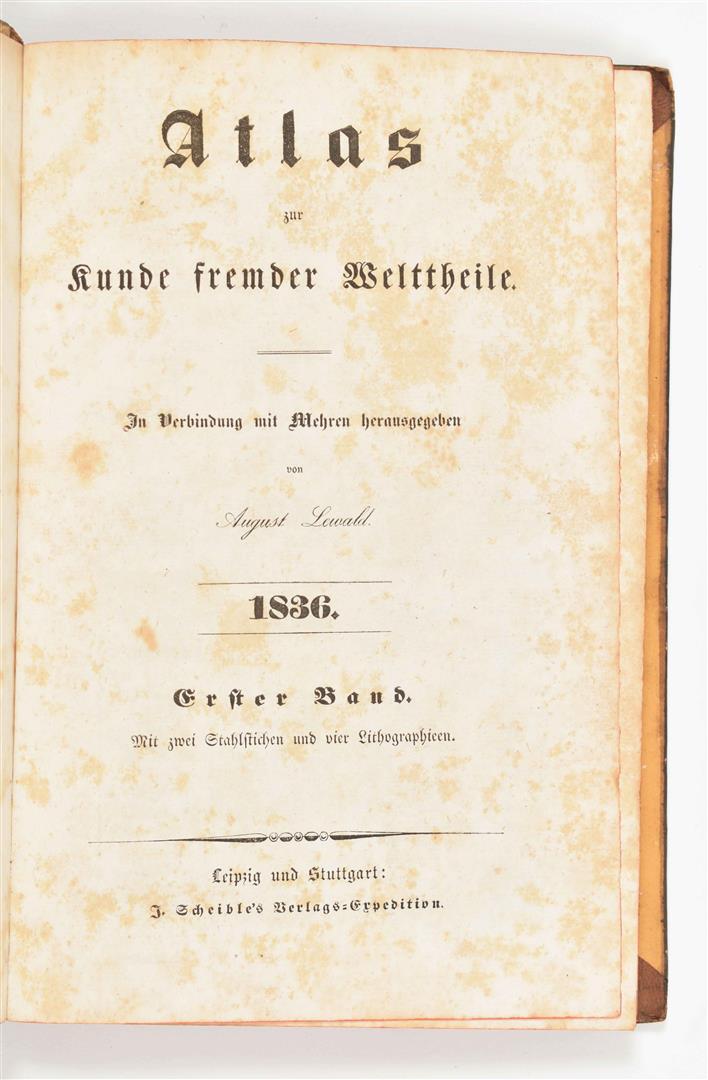 Atlas
zur
Kunde fremder Welttheile.
In Verbindung mit Mehren herausgegeben
von
August Lewald.
1836.
Erster Band.
Mit zwei Stahlstichen und vier Lithographieen.
Leipzig und Stuttgart:
J. Scheible's Verlags-Expedition.